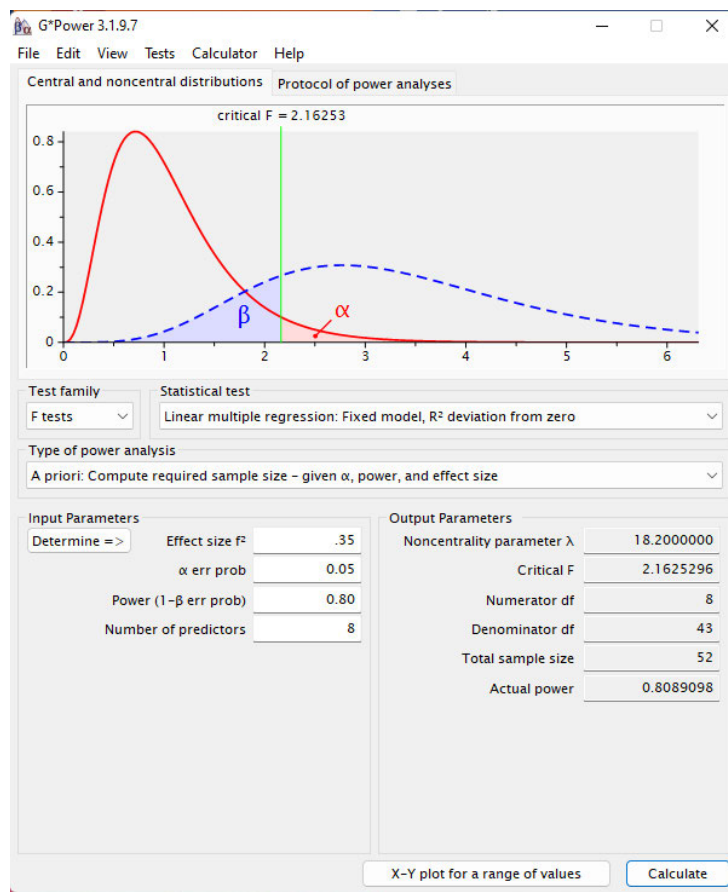 G*Power 3.1.9.7
File Edit View Tests Calculator Help
Central and noncentral distributions Protocol of power analyses
critical F = 2.16253
0.8
0.6
0.4
0.2
0
β
α
0 1 2 3 4 5 6
Test family Statistical test
F tests Linear multiple regression: Fixed model, R² deviation from zero
Type of power analysis
A priori: Compute required sample size – given α, power, and effect size
Input Parameters Output Parameters
Determine => Effect size f² .35 Noncentrality parameter λ 18.2000000
α err prob 0.05 Critical F 2.1625296
Power (1-β err prob) 0.80 Numerator df 8
Number of predictors 8 Denominator df 43
Total sample size 52
Actual power 0.8089098
X-Y plot for a range of values Calculate